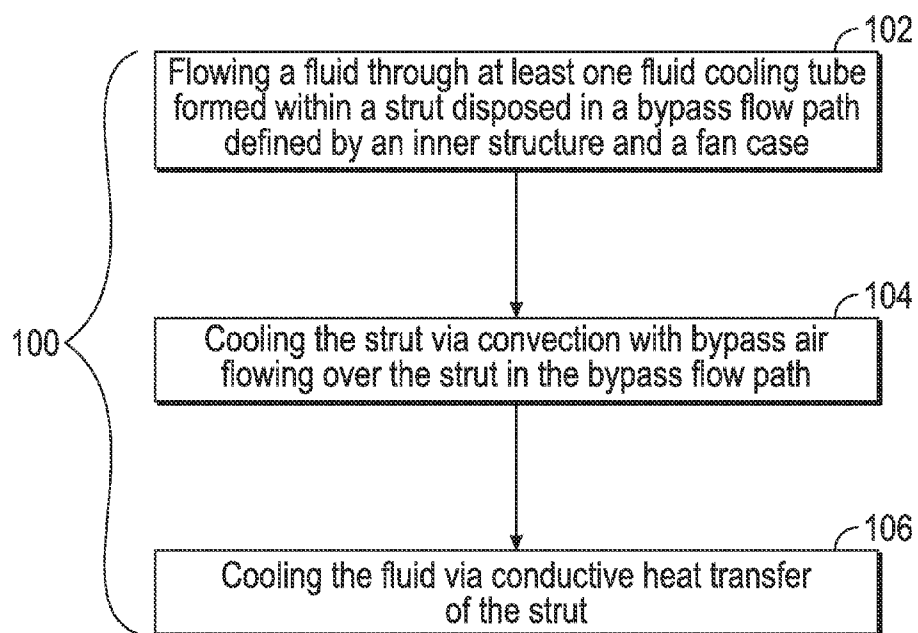 102
Flowing a fluid through at least one fluid cooling tube
formed within a strut disposed in a bypass flow path
defined by an inner structure and a fan case
104
100
Cooling the strut via convection with bypass air
flowing over the strut in the bypass flow path
106
Cooling the fluid via conductive heat transfer
of the strut